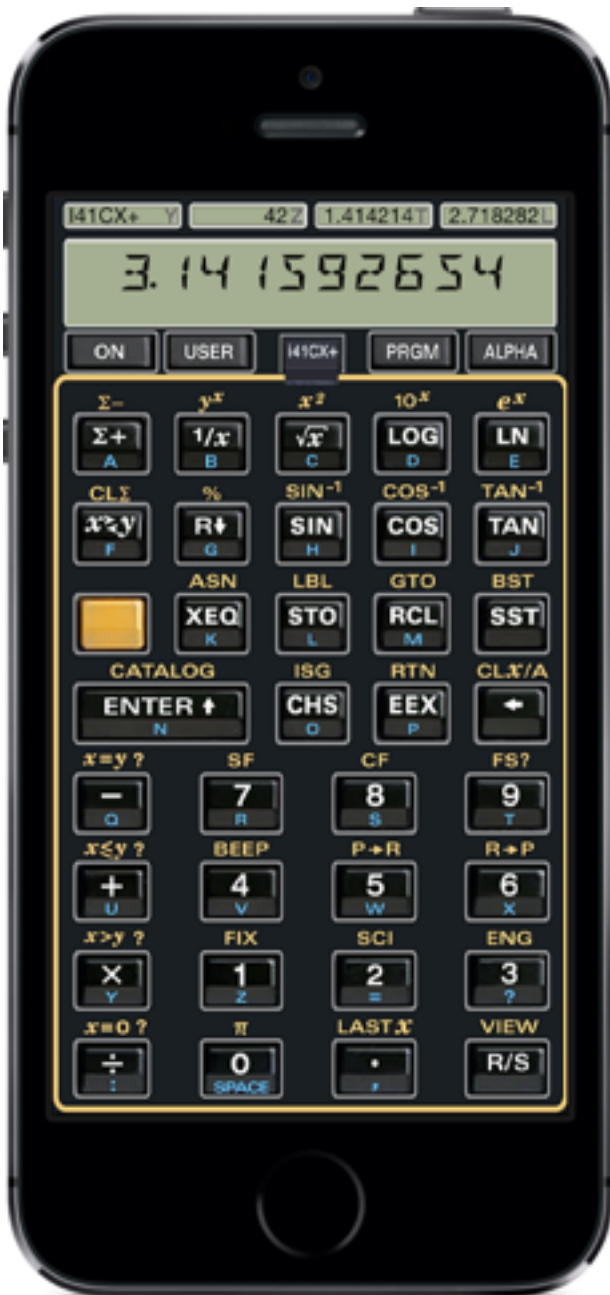 I41CX+ Y 42 Z 1.414214 T 2.718282 L
3.141592654
ON USER I41CX+ PRGM ALPHA
Σ− yˣ x² 10ˣ eˣ
Σ+ 1/x √x LOG LN
A B C D E
CLΣ % SIN⁻¹ COS⁻¹ TAN⁻¹
x≷y R↓ SIN COS TAN
F G H I J
ASN LBL GTO BST
XEQ STO RCL SST
K L M
CATALOG ISG RTN CLx/A
ENTER ↑ CHS EEX ←
N O P
x=y ? SF CF FS?
− 7 8 9
Q R S T
x≤y ? BEEP P→R R→P
+ 4 5 6
U V W X
x>y ? FIX SCI ENG
× 1 2 3
Y Z = ?
x=0 ? π LAST x VIEW
÷ 0 · R/S
: SPACE ,